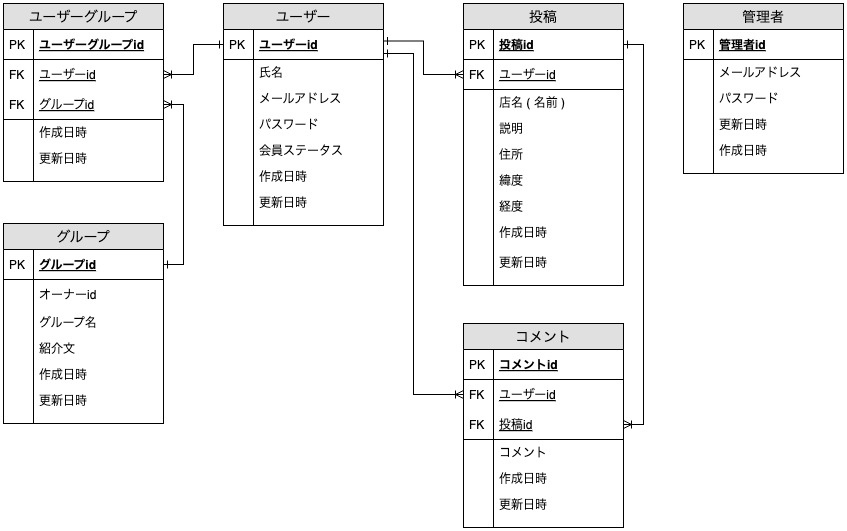 ユーザーグループ
PK ユーザーグループid
FK ユーザーid
FK グループid
作成日時
更新日時
グループ
PK グループid
オーナーid
グループ名
紹介文
作成日時
更新日時
ユーザー
PK ユーザーid
氏名
メールアドレス
パスワード
会員ステータス
作成日時
更新日時
投稿
PK 投稿id
FK ユーザーid
店名 ( 名前 )
説明
住所
緯度
経度
作成日時
更新日時
コメント
PK コメントid
FK ユーザーid
FK 投稿id
コメント
作成日時
更新日時
管理者
PK 管理者id
メールアドレス
パスワード
更新日時
作成日時